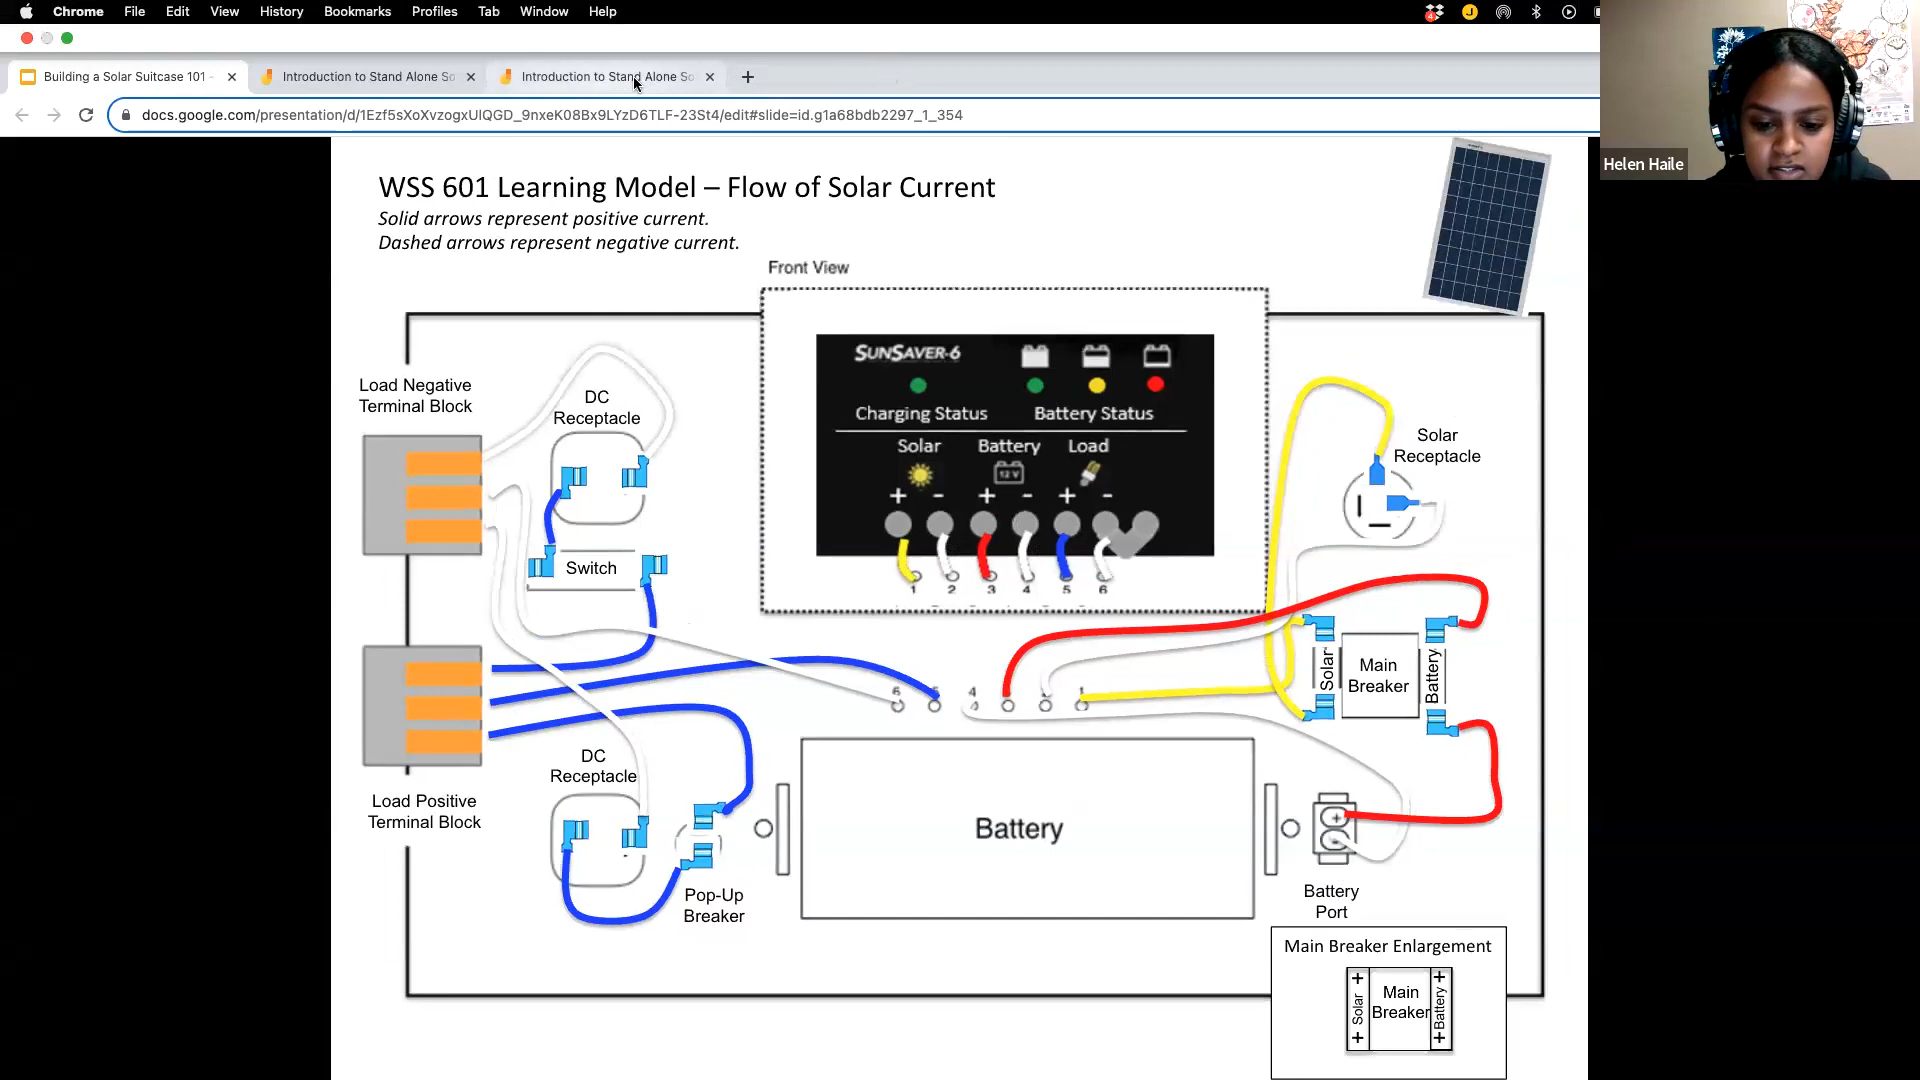 Chrome File Edit View History Bookmarks Profiles Tab Window Help
Building a Solar Suitcase 101 -
Introduction to Stand Alone So
Introduction to Stand Alone So
docs.google.com/presentation/d/1Ezf5sXoXvzogxUlQGD_9nxeK08Bx9LYzD6TLF-23St4/edit#slide=id.g1a68bdb2297_1_354
Helen Haile
WSS 601 Learning Model – Flow of Solar Current
Solid arrows represent positive current.
Dashed arrows represent negative current.
Front View
SUNSAVER-6
Charging Status
Battery Status
Solar
Battery
Load
12 V
+ - + - + -
1 2 3 4 5 6
Load Negative
Terminal Block
DC
Receptacle
Switch
Solar
Receptacle
Solar
Main
Breaker
Battery
6 5 4 1
Load Positive
Terminal Block
DC
Receptacle
Pop-Up
Breaker
Battery
+
Battery
Port
Main Breaker Enlargement
+ Solar +
Main
Breaker
+ Battery +